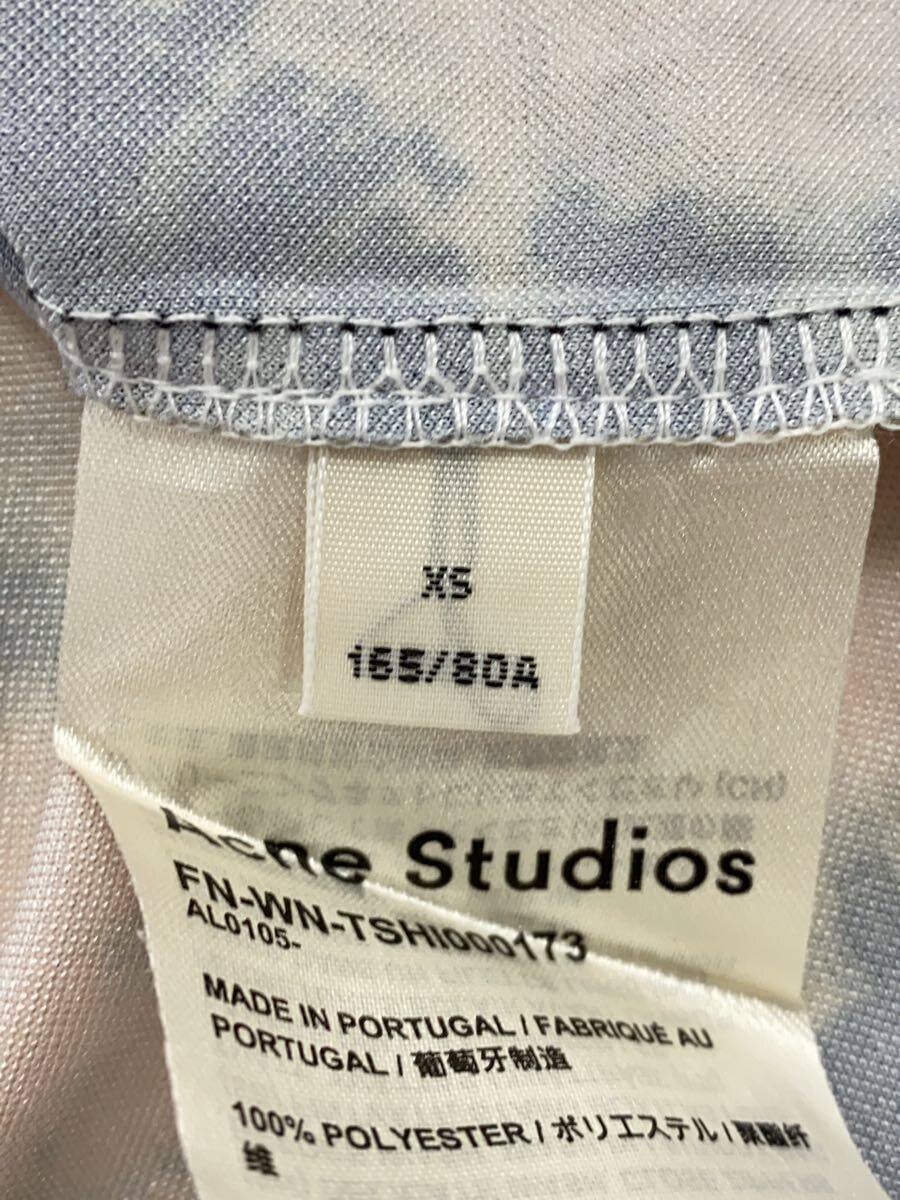 XS
165/80A
Acne Studios
FN-WN-TSHI000173
AL0105-
MADE IN PORTUGAL / FABRIQUÉ AU
PORTUGAL / 葡萄牙制造
100% POLYESTER / ポリエステル / 聚酯纤
维